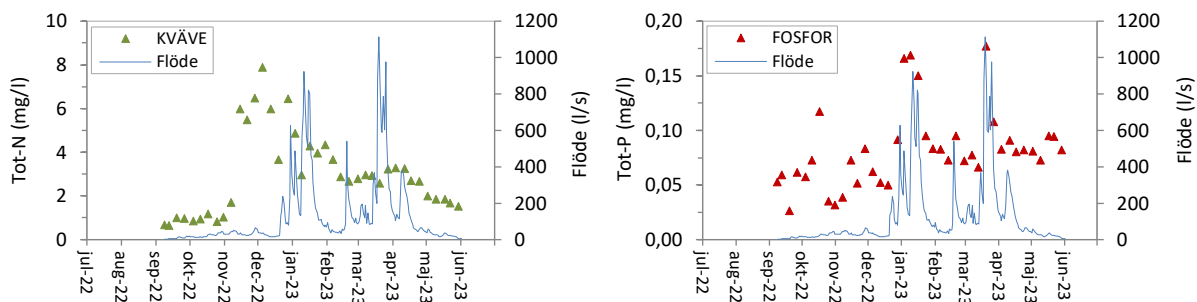 KVÄVE
Flöde
Tot-N (mg/l)
10
8
6
4
2
0
1200
1000
800
600
400
200
0
Flöde (l/s)
jul-22
aug-22
sep-22
okt-22
nov-22
dec-22
jan-23
feb-23
mar-23
apr-23
maj-23
jun-23
FOSFOR
Flöde
Tot-P (mg/l)
0,20
0,15
0,10
0,05
0,00
1200
1000
800
600
400
200
0
Flöde (l/s)
jul-22
aug-22
sep-22
okt-22
nov-22
dec-22
jan-23
feb-23
mar-23
apr-23
maj-23
jun-23